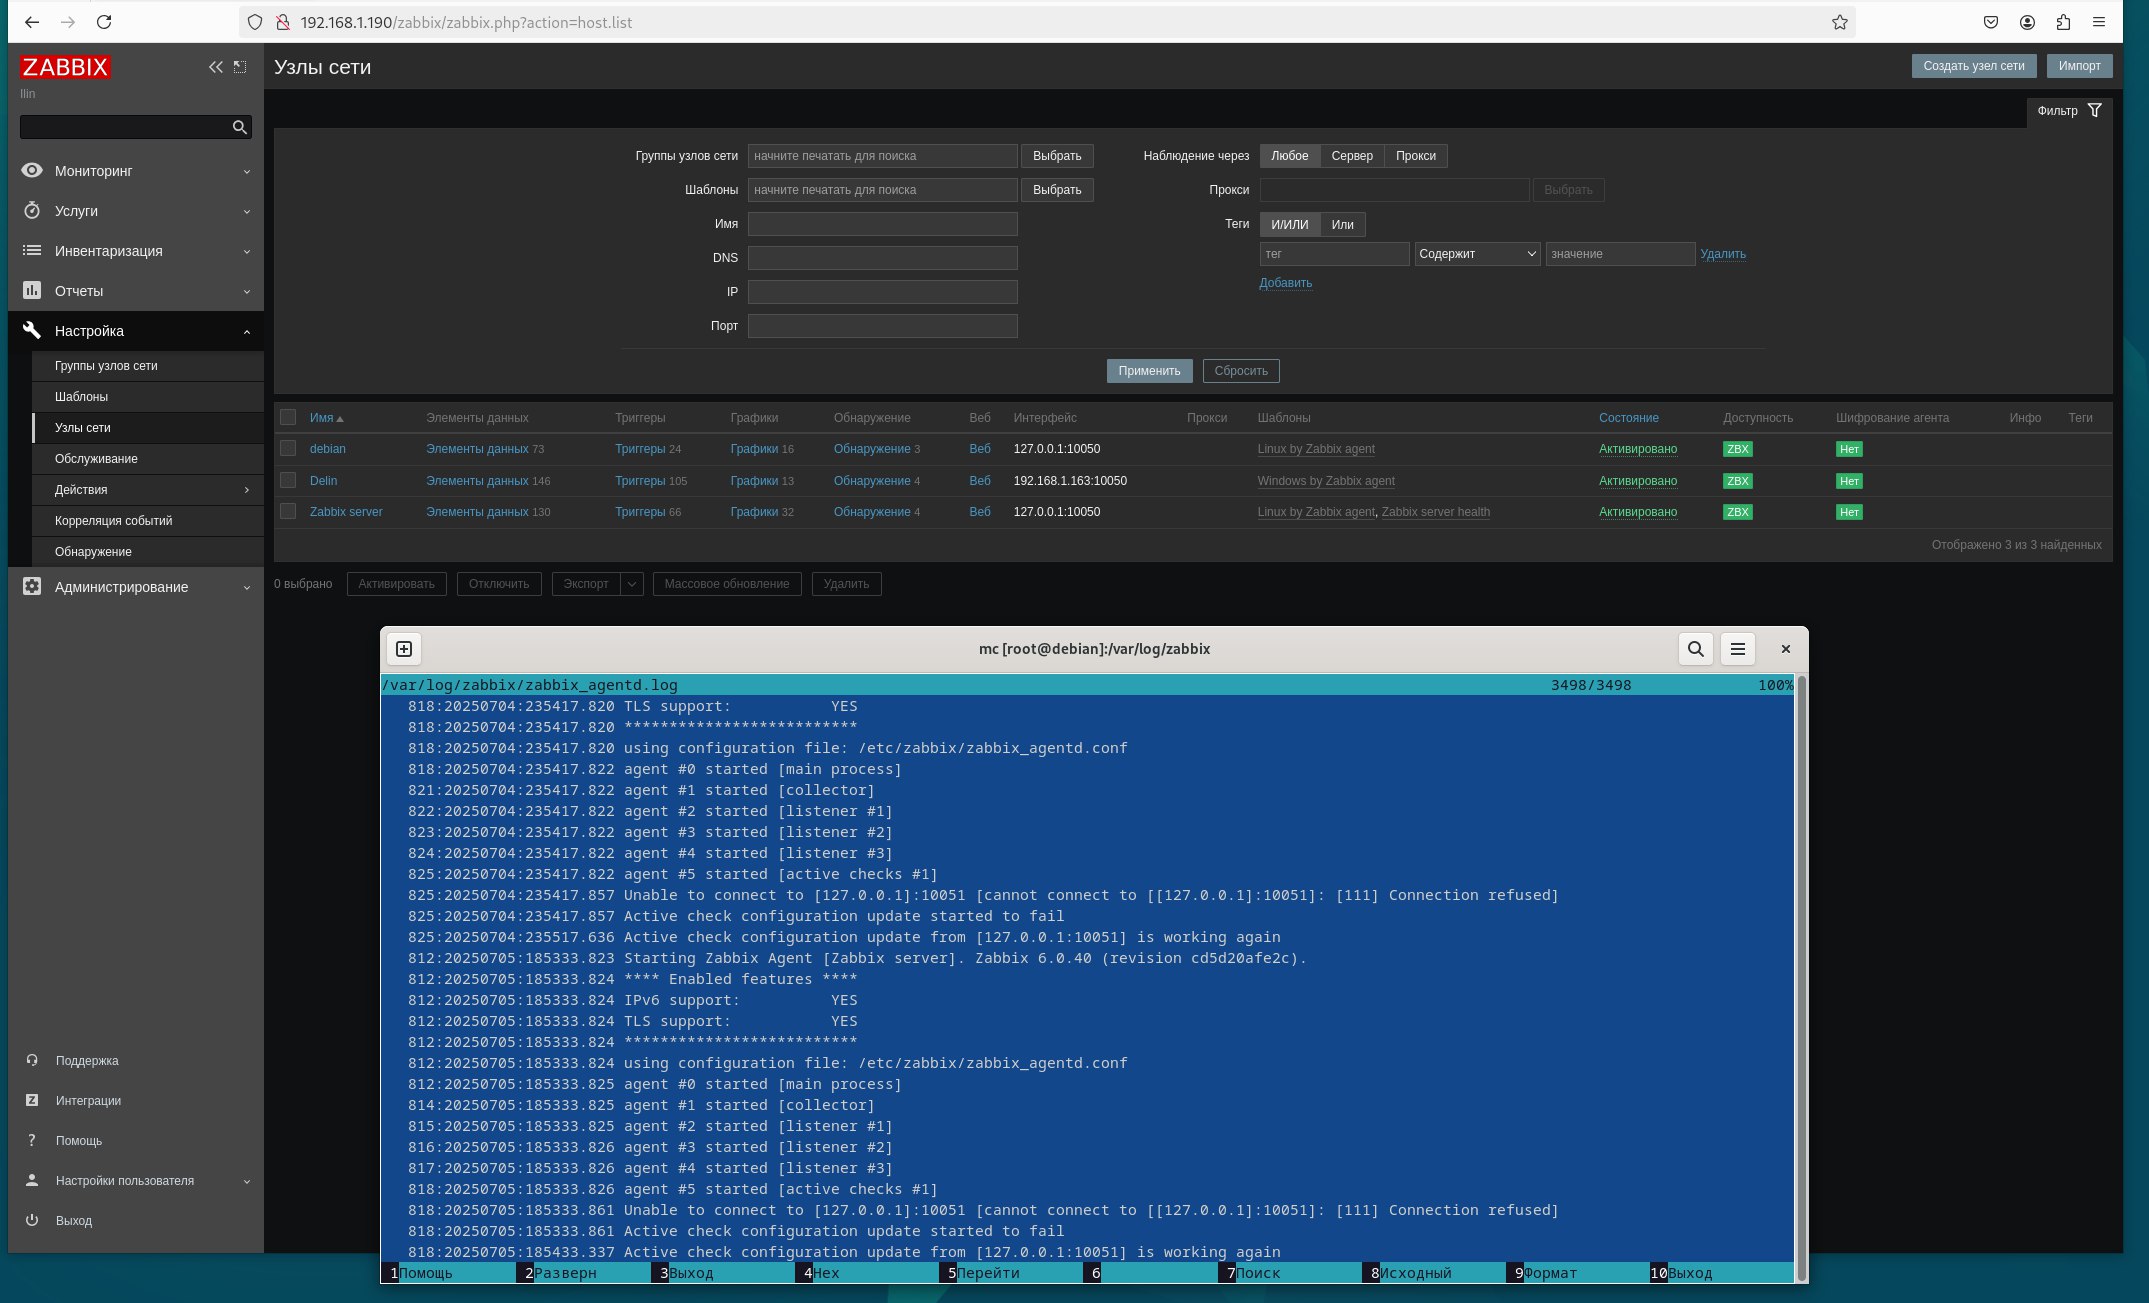 192.168.1.190/zabbix/zabbix.php?action=host.list
ZABBIX
Ilin
Мониторинг
Услуги
Инвентаризация
Отчеты
Настройка
Группы узлов сети
Шаблоны
Узлы сети
Обслуживание
Действия
Корреляция событий
Обнаружение
Администрирование
Поддержка
Интеграции
Помощь
Настройки пользователя
Выход
Узлы сети
Создать узел сети Импорт
Фильтр
Группы узлов сети начните печатать для поиска Выбрать
Шаблоны начните печатать для поиска Выбрать
Имя
DNS
IP
Порт
Наблюдение через Любое Сервер Прокси
Прокси Выбрать
Теги И/ИЛИ Или
тег Содержит значение Удалить
Добавить
Применить Сбросить
Имя Элементы данных Триггеры Графики Обнаружение Веб Интерфейс Прокси Шаблоны Состояние Доступность Шифрование агента Инфо Теги
debian Элементы данных 73 Триггеры 24 Графики 16 Обнаружение 3 Веб 127.0.0.1:10050 Linux by Zabbix agent Активировано ZBX Нет
Delin Элементы данных 146 Триггеры 105 Графики 13 Обнаружение 4 Веб 192.168.1.163:10050 Windows by Zabbix agent Активировано ZBX Нет
Zabbix server Элементы данных 130 Триггеры 66 Графики 32 Обнаружение 4 Веб 127.0.0.1:10050 Linux by Zabbix agent, Zabbix server health Активировано ZBX Нет
Отображено 3 из 3 найденных
0 выбрано Активировать Отключить Экспорт Массовое обновление Удалить
mc [root@debian]:/var/log/zabbix
/var/log/zabbix/zabbix_agentd.log 3498/3498 100%
818:20250704:235417.820 TLS support: YES
818:20250704:235417.820 **************************
818:20250704:235417.820 using configuration file: /etc/zabbix/zabbix_agentd.conf
818:20250704:235417.822 agent #0 started [main process]
821:20250704:235417.822 agent #1 started [collector]
822:20250704:235417.822 agent #2 started [listener #1]
823:20250704:235417.822 agent #3 started [listener #2]
824:20250704:235417.822 agent #4 started [listener #3]
825:20250704:235417.822 agent #5 started [active checks #1]
825:20250704:235417.857 Unable to connect to [127.0.0.1]:10051 [cannot connect to [[127.0.0.1]:10051]: [111] Connection refused]
825:20250704:235417.857 Active check configuration update started to fail
825:20250704:235517.636 Active check configuration update from [127.0.0.1:10051] is working again
812:20250705:185333.823 Starting Zabbix Agent [Zabbix server]. Zabbix 6.0.40 (revision cd5d20afe2c).
812:20250705:185333.824 **** Enabled features ****
812:20250705:185333.824 IPv6 support: YES
812:20250705:185333.824 TLS support: YES
812:20250705:185333.824 **************************
812:20250705:185333.824 using configuration file: /etc/zabbix/zabbix_agentd.conf
812:20250705:185333.825 agent #0 started [main process]
814:20250705:185333.825 agent #1 started [collector]
815:20250705:185333.825 agent #2 started [listener #1]
816:20250705:185333.826 agent #3 started [listener #2]
817:20250705:185333.826 agent #4 started [listener #3]
818:20250705:185333.826 agent #5 started [active checks #1]
818:20250705:185333.861 Unable to connect to [127.0.0.1]:10051 [cannot connect to [[127.0.0.1]:10051]: [111] Connection refused]
818:20250705:185333.861 Active check configuration update started to fail
818:20250705:185433.337 Active check configuration update from [127.0.0.1:10051] is working again
1Помощь 2Разверн 3Выход 4Hex 5Перейти 6 7Поиск 8Исходный 9Формат 10Выход